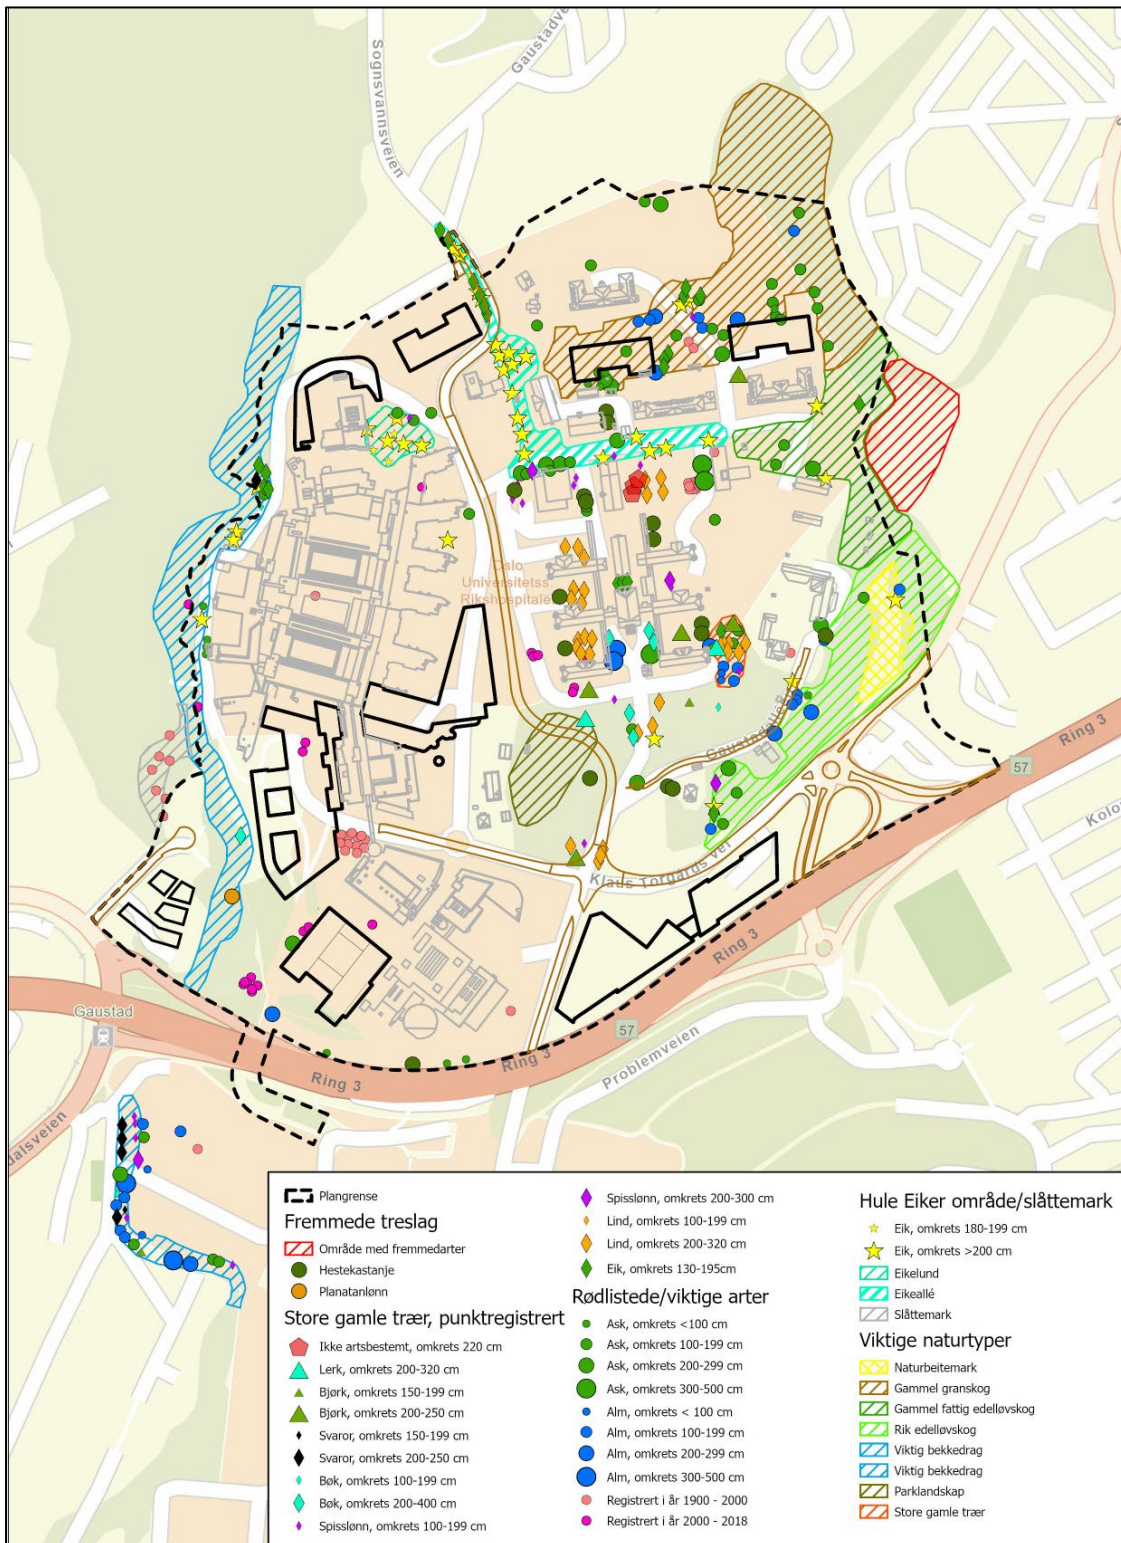 Sognsvannsveien
Gaustadve
Oslo
Universitetss.
Rikshospitale
Gaustadalléen
Ring 3
57
Kolo
Klaus Torgårds vei
Ring 3
Gaustad
57
Ring 3
Ring 3
Problemveien
dalsveien
Plangrense
Fremmede treslag
Område med fremmedarter
Hestekastanje
Planatanlønn
Store gamle trær, punktregistrert
Ikke artsbestemt, omkrets 220 cm
Lerk, omkrets 200-320 cm
Bjørk, omkrets 150-199 cm
Bjørk, omkrets 200-250 cm
Svaror, omkrets 150-199 cm
Svaror, omkrets 200-250 cm
Bøk, omkrets 100-199 cm
Bøk, omkrets 200-400 cm
Spisslønn, omkrets 100-199 cm
Spisslønn, omkrets 200-300 cm
Lind, omkrets 100-199 cm
Lind, omkrets 200-320 cm
Eik, omkrets 130-195cm
Rødlistede/viktige arter
Ask, omkrets <100 cm
Ask, omkrets 100-199 cm
Ask, omkrets 200-299 cm
Ask, omkrets 300-500 cm
Alm, omkrets < 100 cm
Alm, omkrets 100-199 cm
Alm, omkrets 200-299 cm
Alm, omkrets 300-500 cm
Registrert i år 1900 - 2000
Registrert i år 2000 - 2018
Hule Eiker område/slåttemark
Eik, omkrets 180-199 cm
Eik, omkrets >200 cm
Eikelund
Eikeallé
Slåttemark
Viktige naturtyper
Naturbeitemark
Gammel granskog
Gammel fattig edelløvskog
Rik edelløvskog
Viktig bekkedrag
Viktig bekkedrag
Parklandskap
Store gamle trær